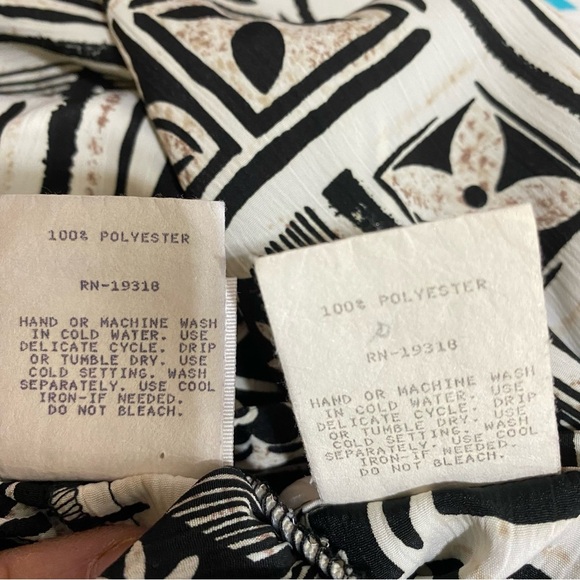 100% POLYESTER
RN-19318
HAND OR MACHINE WASH
IN COLD WATER. USE
DELICATE CYCLE. DRIP
OR TUMBLE DRY. USE
COLD SETTING. WASH
SEPARATELY. USE COOL
IRON-IF NEEDED.
DO NOT BLEACH.
100% POLYESTER
RN-19318
HAND OR MACHINE WASH
IN COLD WATER. USE
DELICATE CYCLE. DRIP
OR TUMBLE DRY. USE
COLD SETTING. WASH
SEPARATELY. USE COOL
IRON-IF NEEDED.
DO NOT BLEACH.